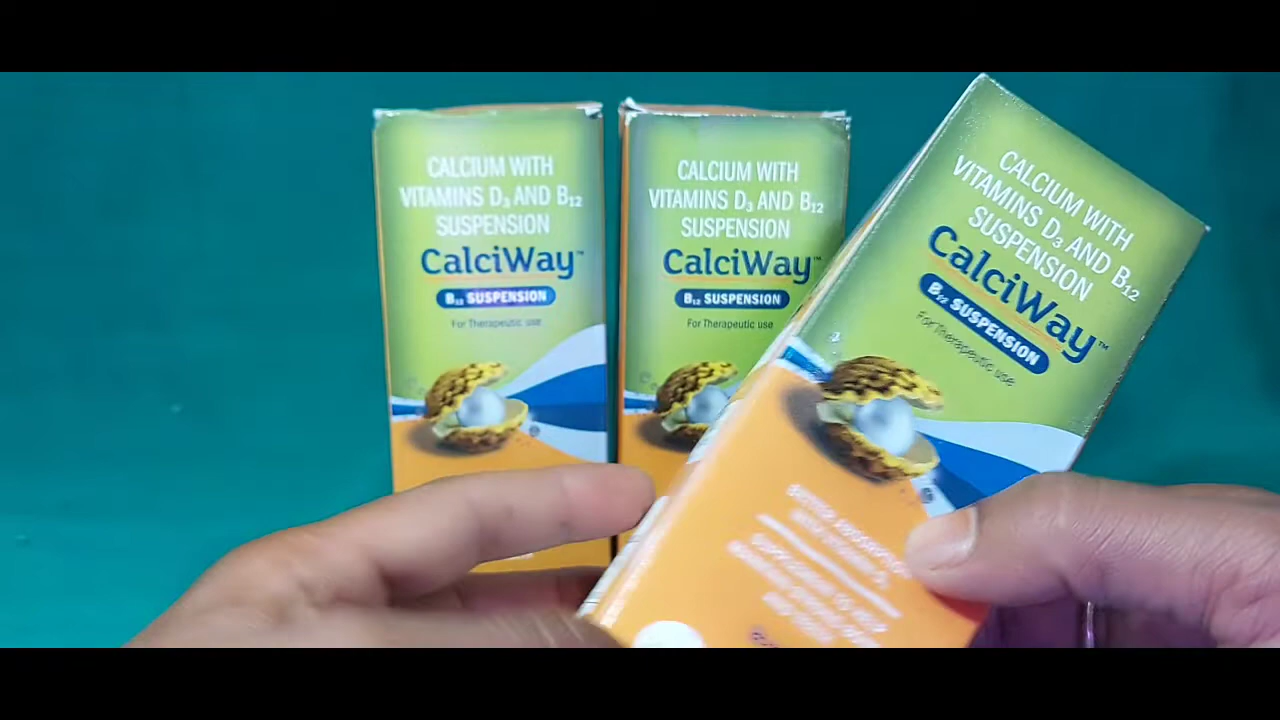 CALCIUM WITH
VITAMINS D₃ AND B₁₂
SUSPENSION
CalciWay™
B₁₂ SUSPENSION
For Therapeutic use
CALCIUM WITH
VITAMINS D₃ AND B₁₂
SUSPENSION
CalciWay™
B₁₂ SUSPENSION
For Therapeutic use
CALCIUM WITH
VITAMINS D₃ AND B₁₂
SUSPENSION
CalciWay™
B₁₂ SUSPENSION
For Therapeutic use